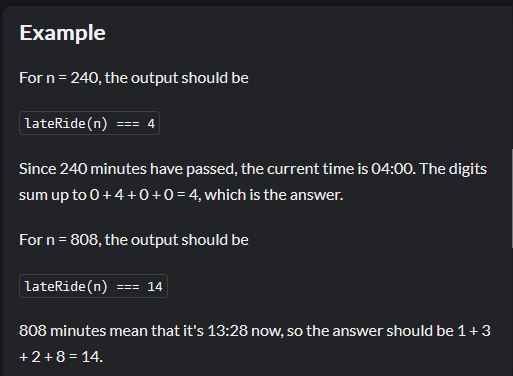 Example
For n = 240, the output should be
lateRide(n) === 4
Since 240 minutes have passed, the current time is 04:00. The digits
sum up to 0 + 4 + 0 + 0 = 4, which is the answer.
For n = 808, the output should be
lateRide(n) === 14
808 minutes mean that it's 13:28 now, so the answer should be 1 + 3
+ 2 + 8 = 14.